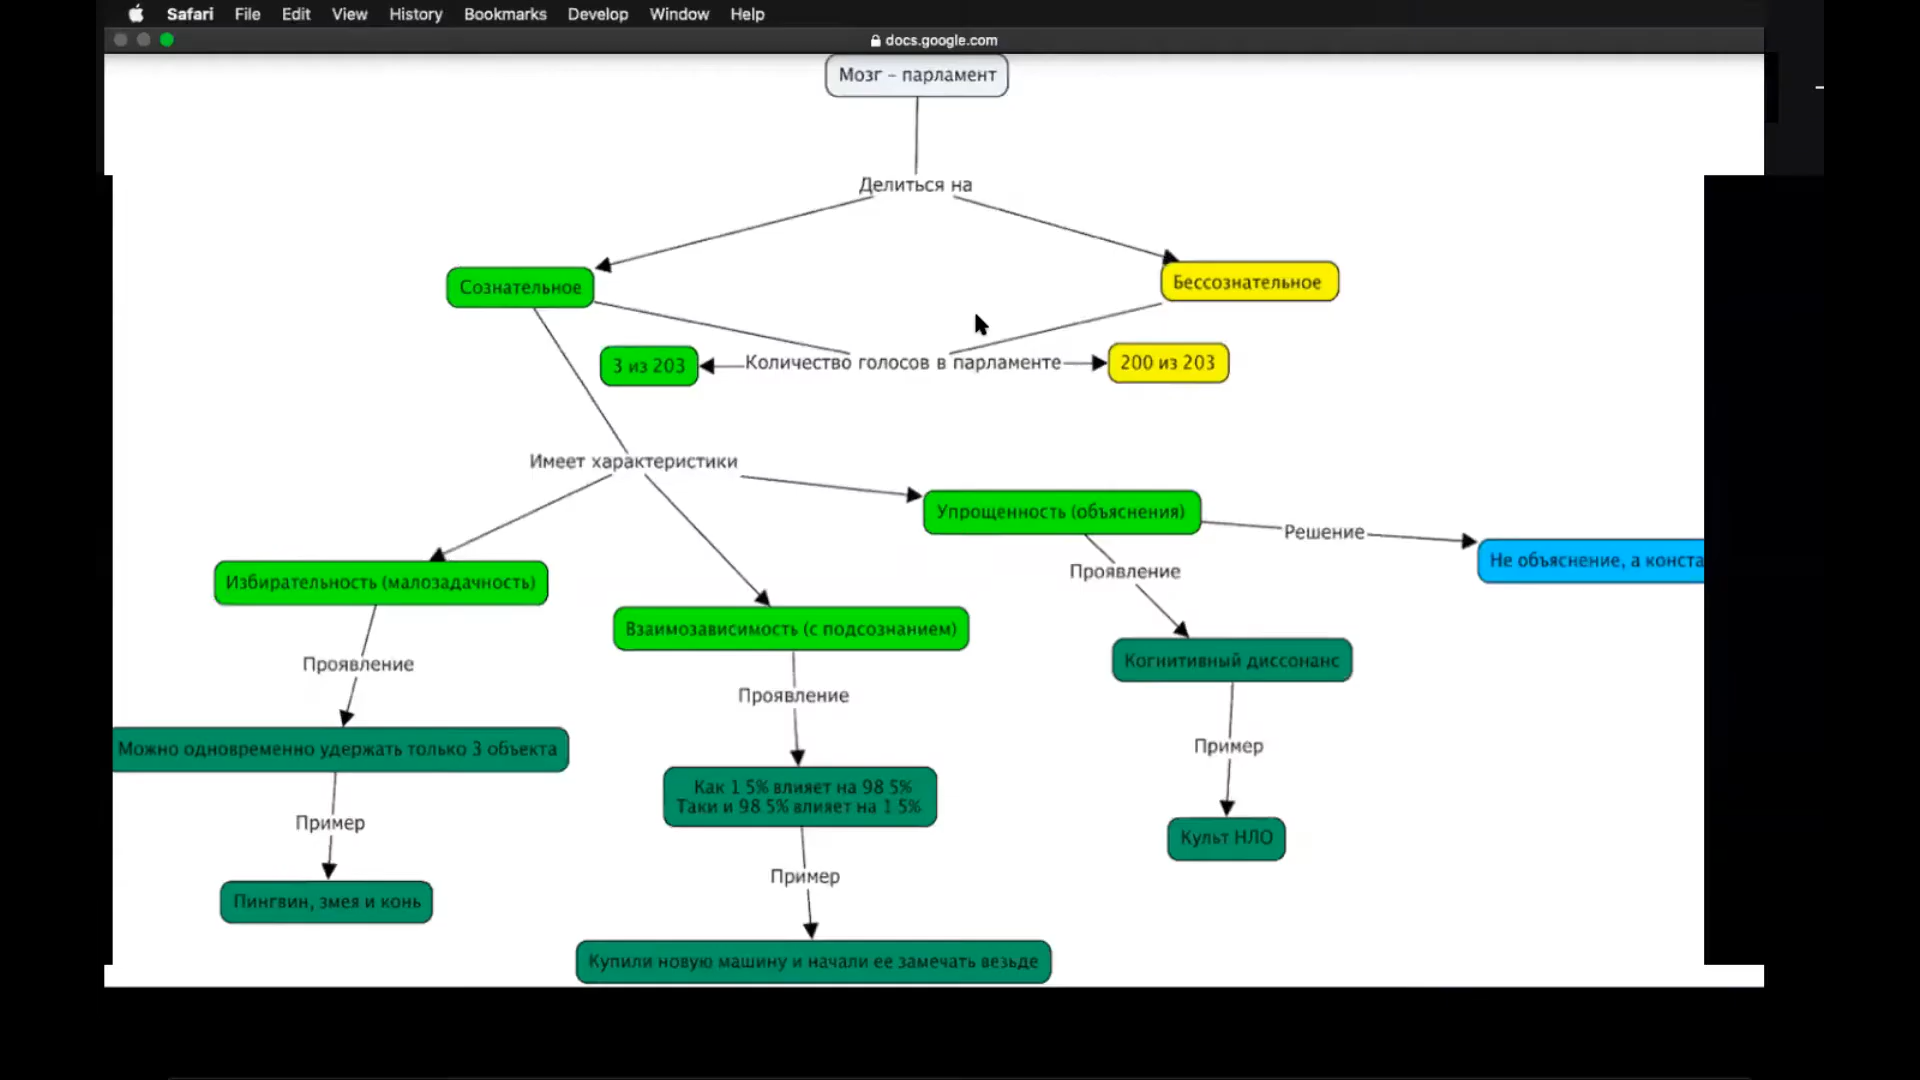 Safari File Edit View History Bookmarks Develop Window Help
docs.google.com
Мозг – парламент
Делиться на
Сознательное
Бессознательное
3 из 203
Количество голосов в парламенте
200 из 203
Имеет характеристики
Упрощенность (объяснения)
Решение
Не объяснение, а конста
Избирательность (малозадачность)
Проявление
Взаимозависимость (с подсознанием)
Когнитивный диссонанс
Проявление
Проявление
Можно одновременно удержать только 3 объекта
Пример
Как 1 5% влияет на 98 5%
Таки и 98 5% влияет на 1 5%
Пример
Культ НЛО
Пример
Пингвин, змея и конь
Купили новую машину и начали ее замечать везьде